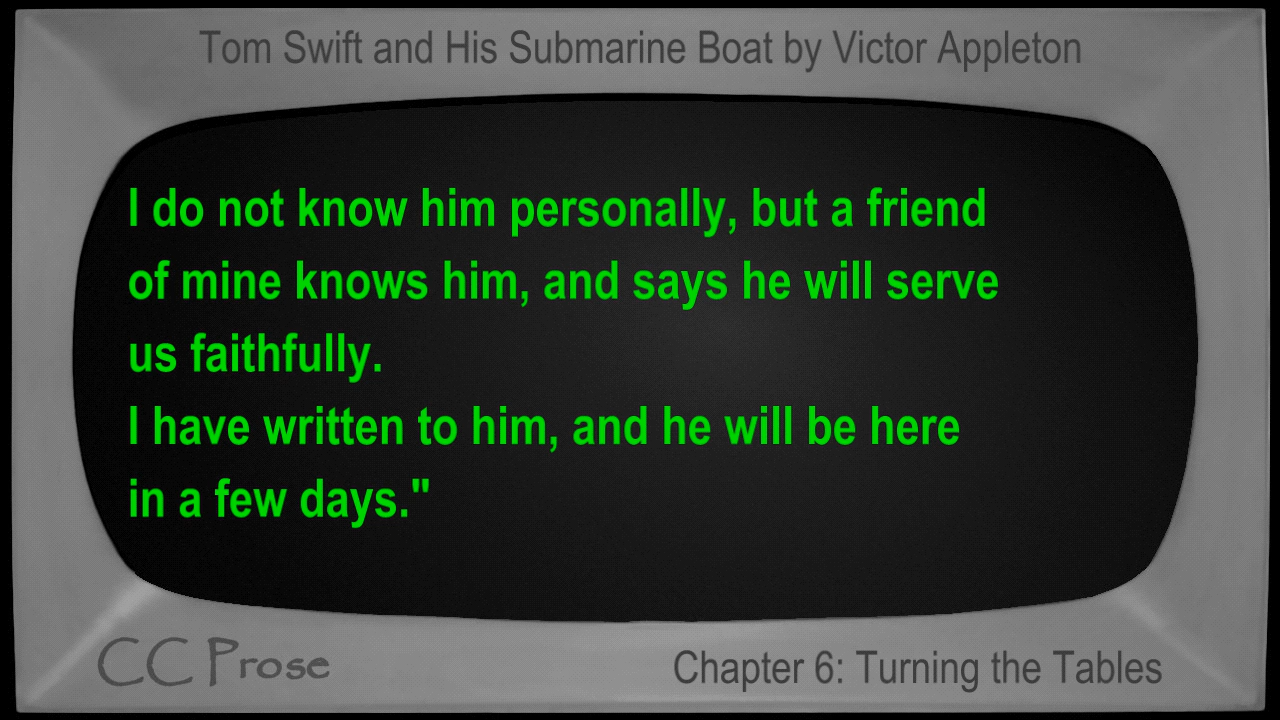 Tom Swift and His Submarine Boat by Victor Appleton
I do not know him personally, but a friend
of mine knows him, and says he will serve
us faithfully.
I have written to him, and he will be here
in a few days."
CC Prose
Chapter 6: Turning the Tables